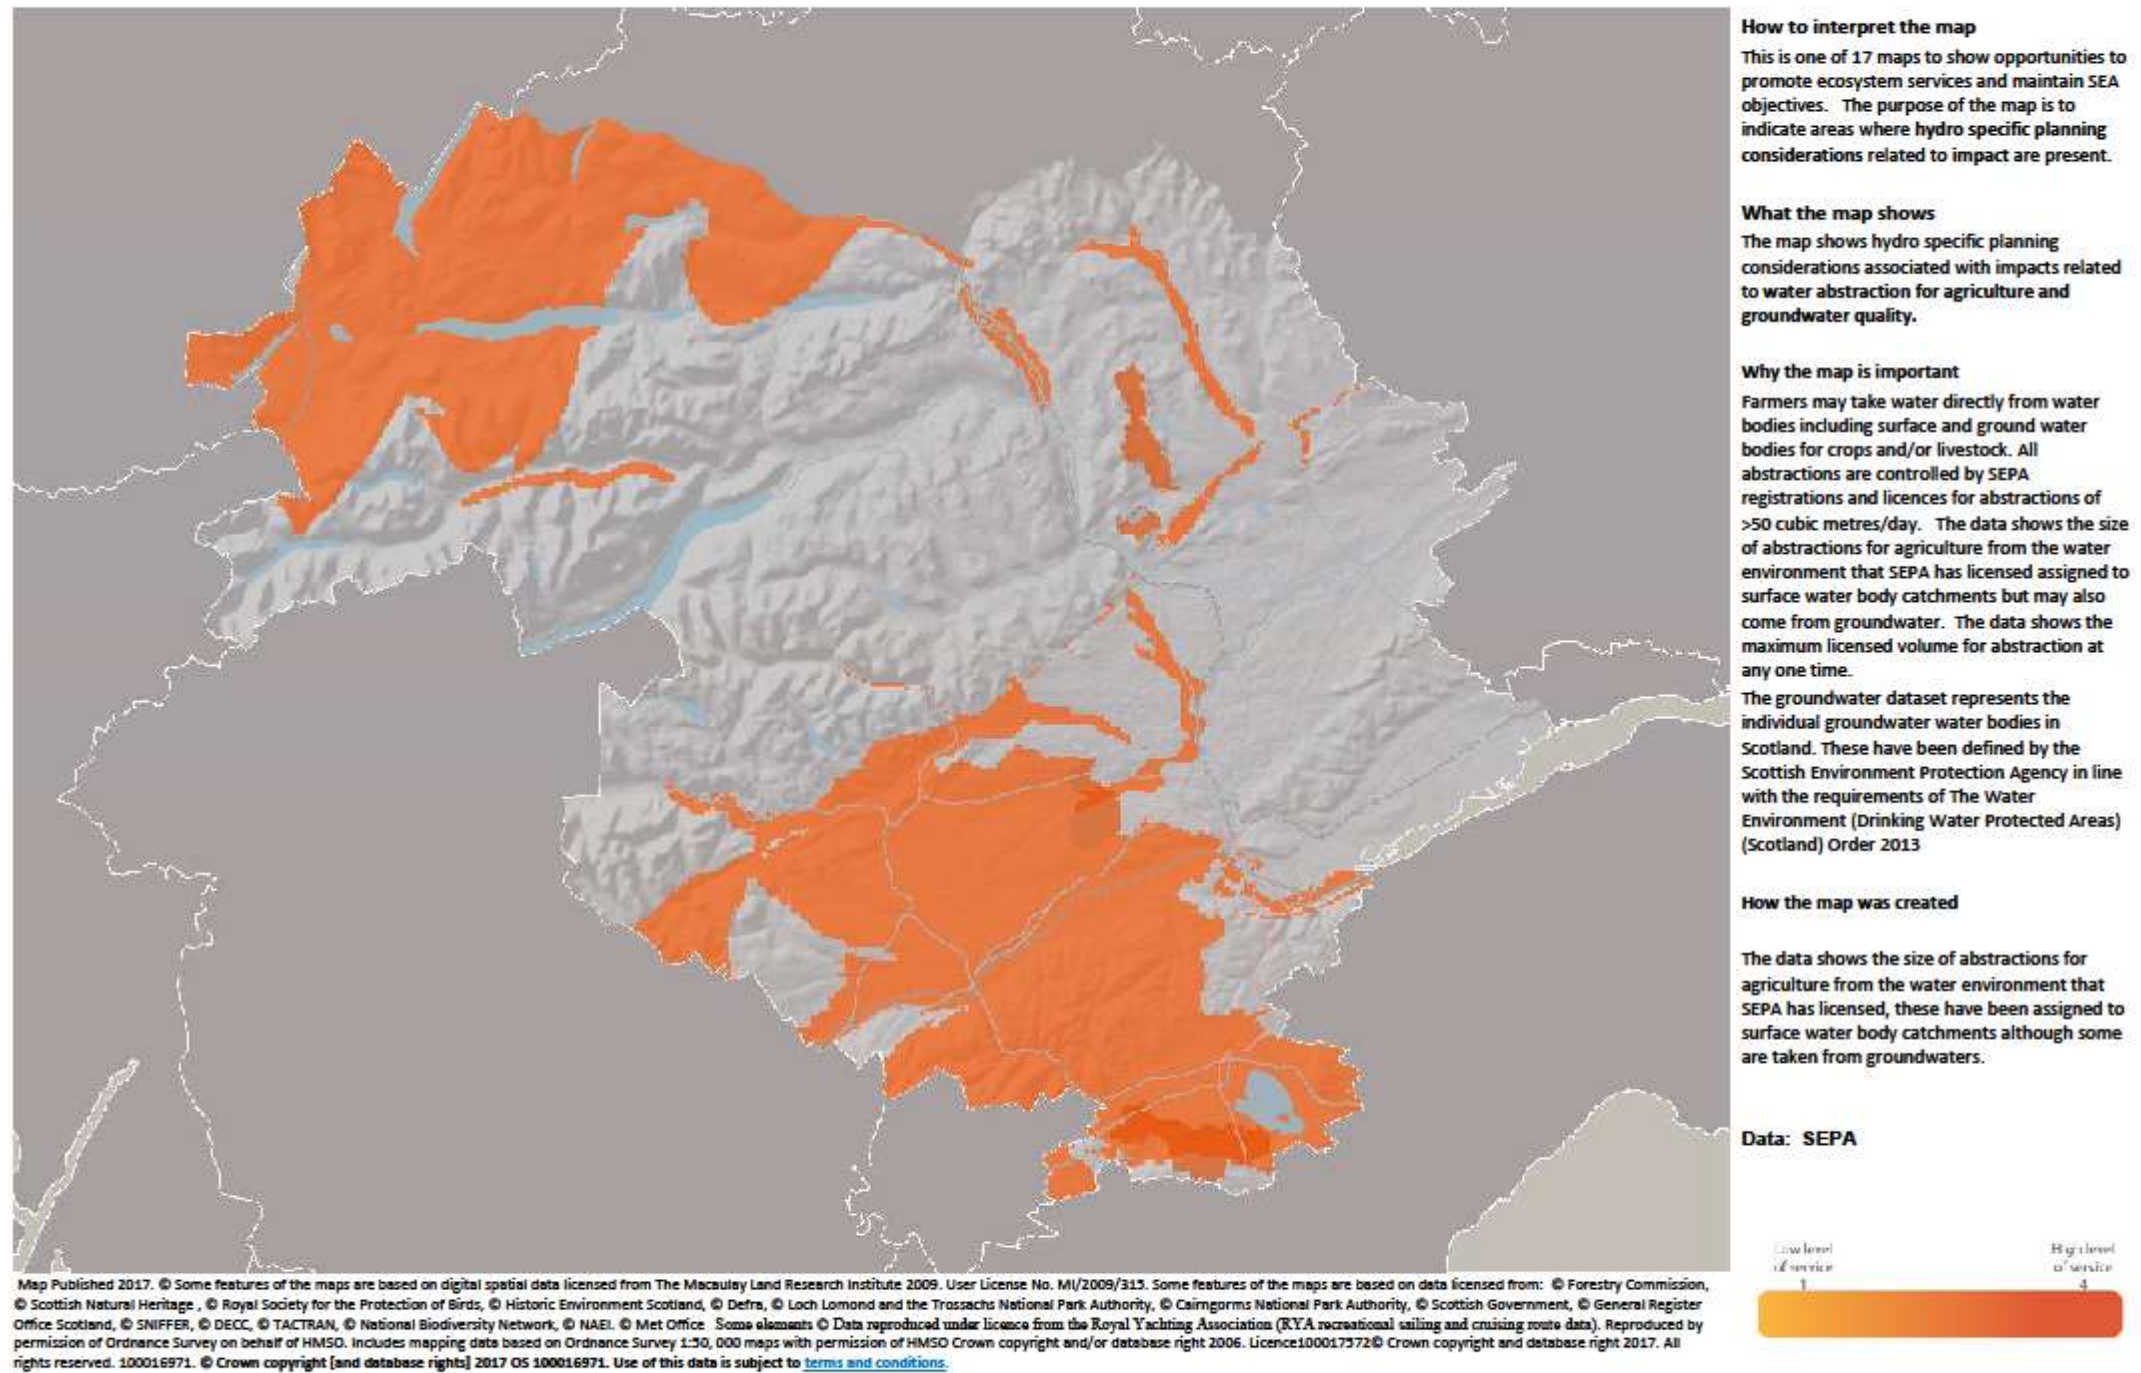 How to interpret the map
This is one of 17 maps to show opportunities to
promote ecosystem services and maintain SEA
objectives. The purpose of the map is to
indicate areas where hydro specific planning
considerations related to impact are present.
What the map shows
The map shows hydro specific planning
considerations associated with impacts related
to water abstraction for agriculture and
groundwater quality.
Why the map is important
Farmers may take water directly from water
bodies including surface and ground water
bodies for crops and/or livestock. All
abstractions are controlled by SEPA
registrations and licences for abstractions of
>50 cubic metres/day. The data shows the size
of abstractions for agriculture from the water
environment that SEPA has licensed assigned to
surface water body catchments but may also
come from groundwater. The data shows the
maximum licensed volume for abstraction at
any one time.
The groundwater dataset represents the
individual groundwater water bodies in
Scotland. These have been defined by the
Scottish Environment Protection Agency in line
with the requirements of The Water
Environment (Drinking Water Protected Areas)
(Scotland) Order 2013
How the map was created
The data shows the size of abstractions for
agriculture from the water environment that
SEPA has licensed, these have been assigned to
surface water body catchments although some
are taken from groundwaters.
Data: SEPA
Low level
of service
1
High level
of service
4
Map Published 2017. © Some features of the maps are based on digital spatial data licensed from The Macaulay Land Research Institute 2009. User License No. MI/2009/315. Some features of the maps are based on data licensed from: © Forestry Commission,
© Scottish Natural Heritage , © Royal Society for the Protection of Birds, © Historic Environment Scotland, © Defra, © Loch Lomond and the Trossachs National Park Authority, © Cairngorms National Park Authority, © Scottish Government, © General Register
Office Scotland, © SNIFFER, © DECC, © TACTRAN, © National Biodiversity Network, © NAEI. © Met Office Some elements © Data reproduced under licence from the Royal Yachting Association (RYA recreational sailing and cruising route data). Reproduced by
permission of Ordnance Survey on behalf of HMSO. Includes mapping data based on Ordnance Survey 1:50, 000 maps with permission of HMSO Crown copyright and/or database right 2006. Licence100017572© Crown copyright and database right 2017. All
rights reserved. 100016971. © Crown copyright [and database rights] 2017 OS 100016971. Use of this data is subject to terms and conditions.